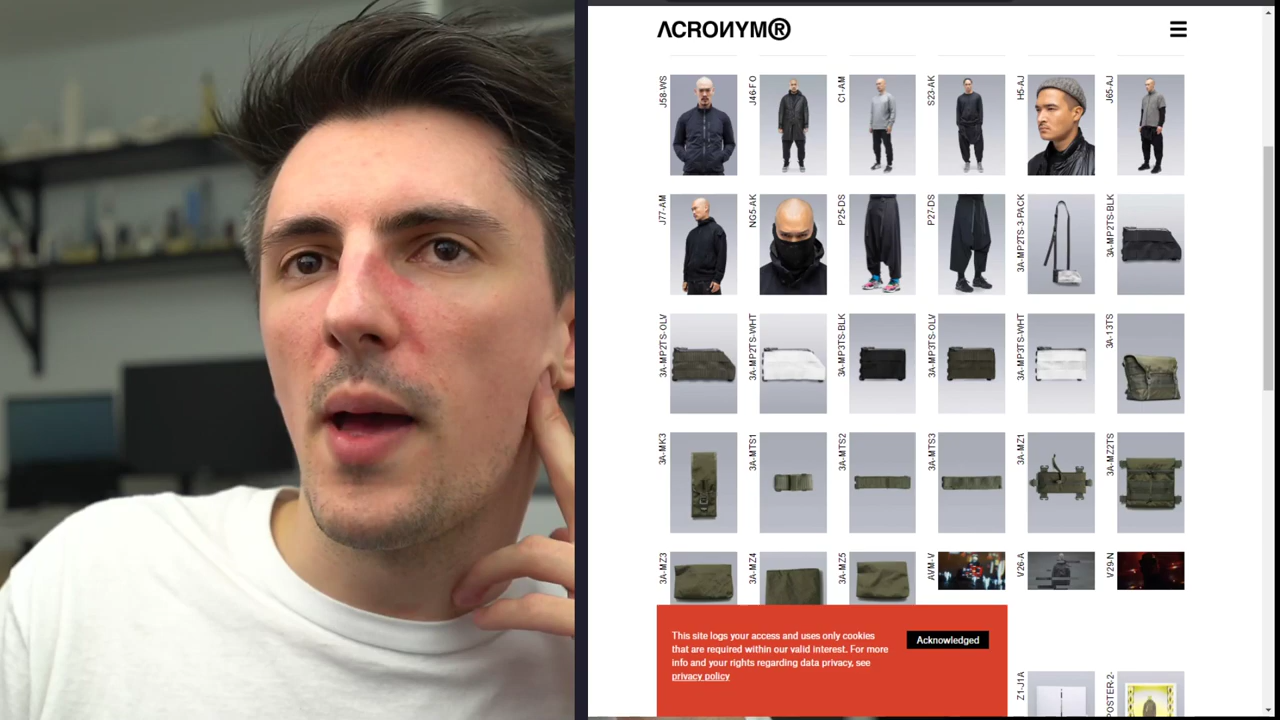 ΛCROИYM®
J58-WS
J46-FO
C1-AM
S23-AK
H5-AJ
J65-AJ
J77-AM
NG5-AK
P25-DS
P27-DS
3A-MP2TS-3-PACK
3A-MP2TS-BLK
3A-MP2TS-OLV
3A-MP2TS-WHT
3A-MP3TS-BLK
3A-MP3TS-OLV
3A-MP3TS-WHT
3A-13TS
3A-MK3
3A-MTS1
3A-MTS2
3A-MTS3
3A-MZ1
3A-MZ2TS
3A-MZ3
3A-MZ4
3A-MZ5
AVM-V
V26-A
V29-N
This site logs your access and uses only cookies
that are required within our valid interest. For more
info and your rights regarding data privacy, see
privacy policy
Acknowledged
Z1-J1A
POSTER-2-